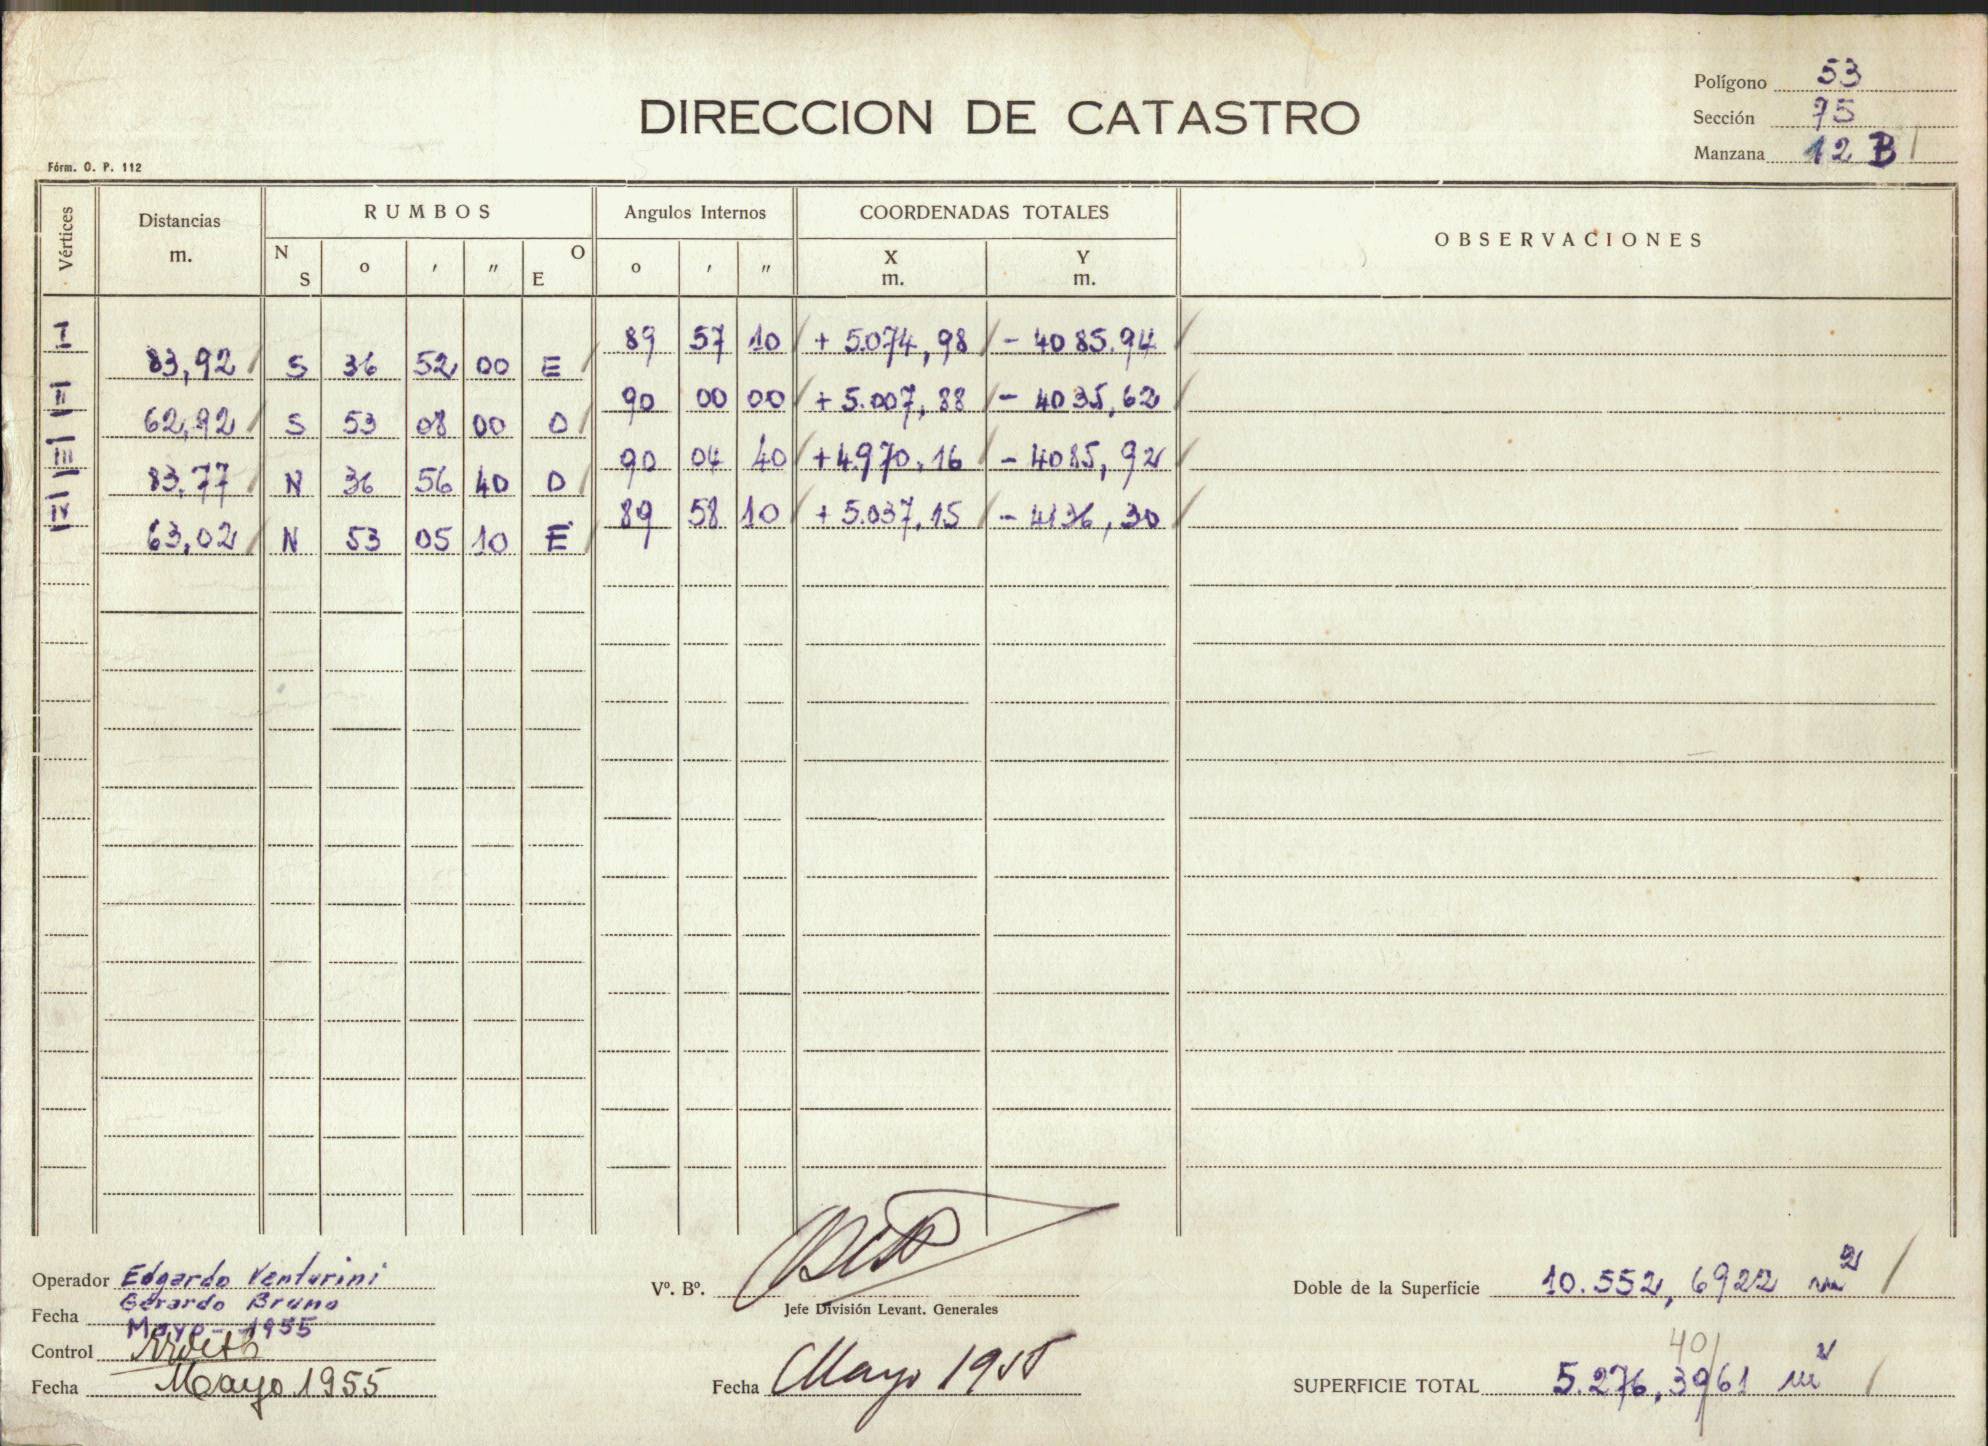 Polígono 53
DIRECCION DE CATASTRO
Sección 75
Manzana 12 B
Fórm. O. P. 112
Vértices Distancias m. RUMBOS N S o ' " O E Angulos Internos o ' " COORDENADAS TOTALES X m. Y m. OBSERVACIONES
I 89 57 10 + 5.074,98 - 4085.94
83,92 S 36 52 00 E
II 90 00 00 + 5.007,88 - 4035,62
62,92 S 53 08 00 O
III 90 04 40 + 4.970,16 - 4085,92
83,77 N 36 56 40 O
IV 89 58 10 + 5.037,15 - 4136,30
63,02 N 53 05 10 E
Operador Edgardo Venturini
Gerardo Bruno
Fecha Mayo - 1955
Control
Fecha Mayo 1955
Vº. Bº.
Jefe División Levant. Generales
Fecha Mayo 1955
Doble de la Superficie 10.552,6922 m²
40
SUPERFICIE TOTAL 5.276,3961 m²